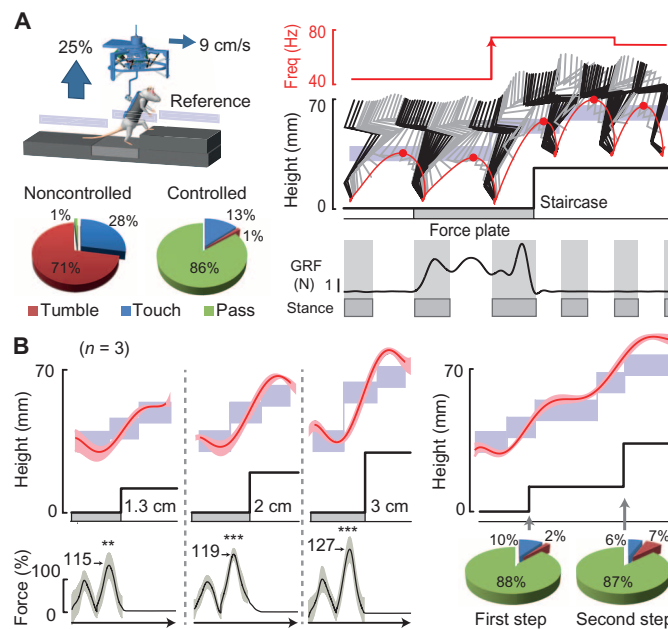 A
25%
9 cm/s
Reference
Noncontrolled
Controlled
1%
28%
71%
13%
1%
86%
Tumble
Touch
Pass
Freq (Hz)
80
40
Height (mm)
70
0
Staircase
Force plate
GRF
(N)
1
Stance
B
(n = 3)
Height (mm)
70
0
1.3 cm
2 cm
3 cm
Force (%)
100
0
115
**
119
***
127
***
Height (mm)
70
0
10%
2%
88%
First step
6%
7%
87%
Second step